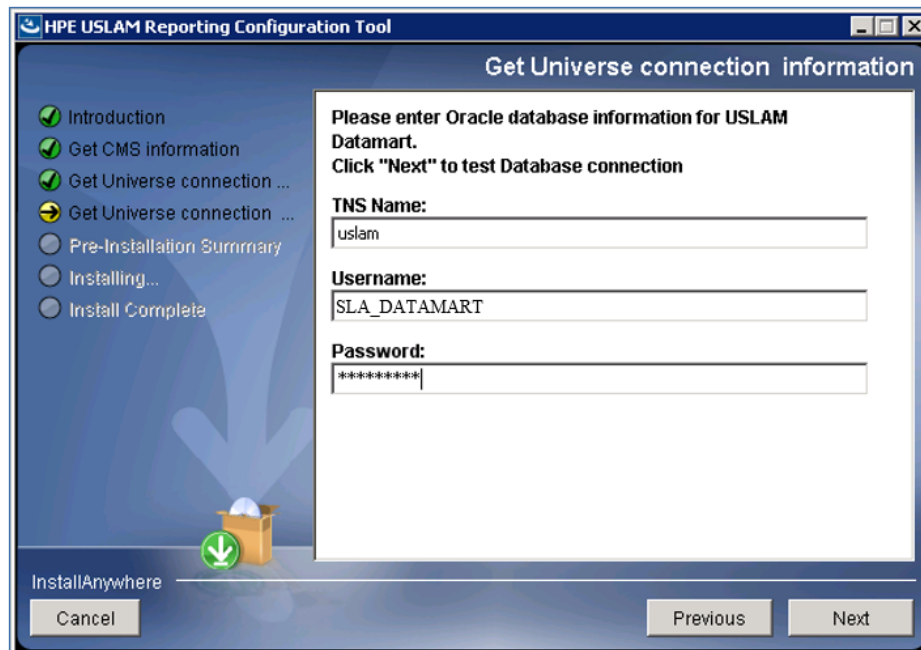 HPE USLAM Reporting Configuration Tool
Get Universe connection information
Introduction
Get CMS information
Get Universe connection ...
Get Universe connection ...
Pre-Installation Summary
Installing...
Install Complete
Please enter Oracle database information for USLAM
Datamart.
Click "Next" to test Database connection
TNS Name:
uslam
Username:
SLA_DATAMART
Password:
*********
InstallAnywhere
Cancel
Previous
Next